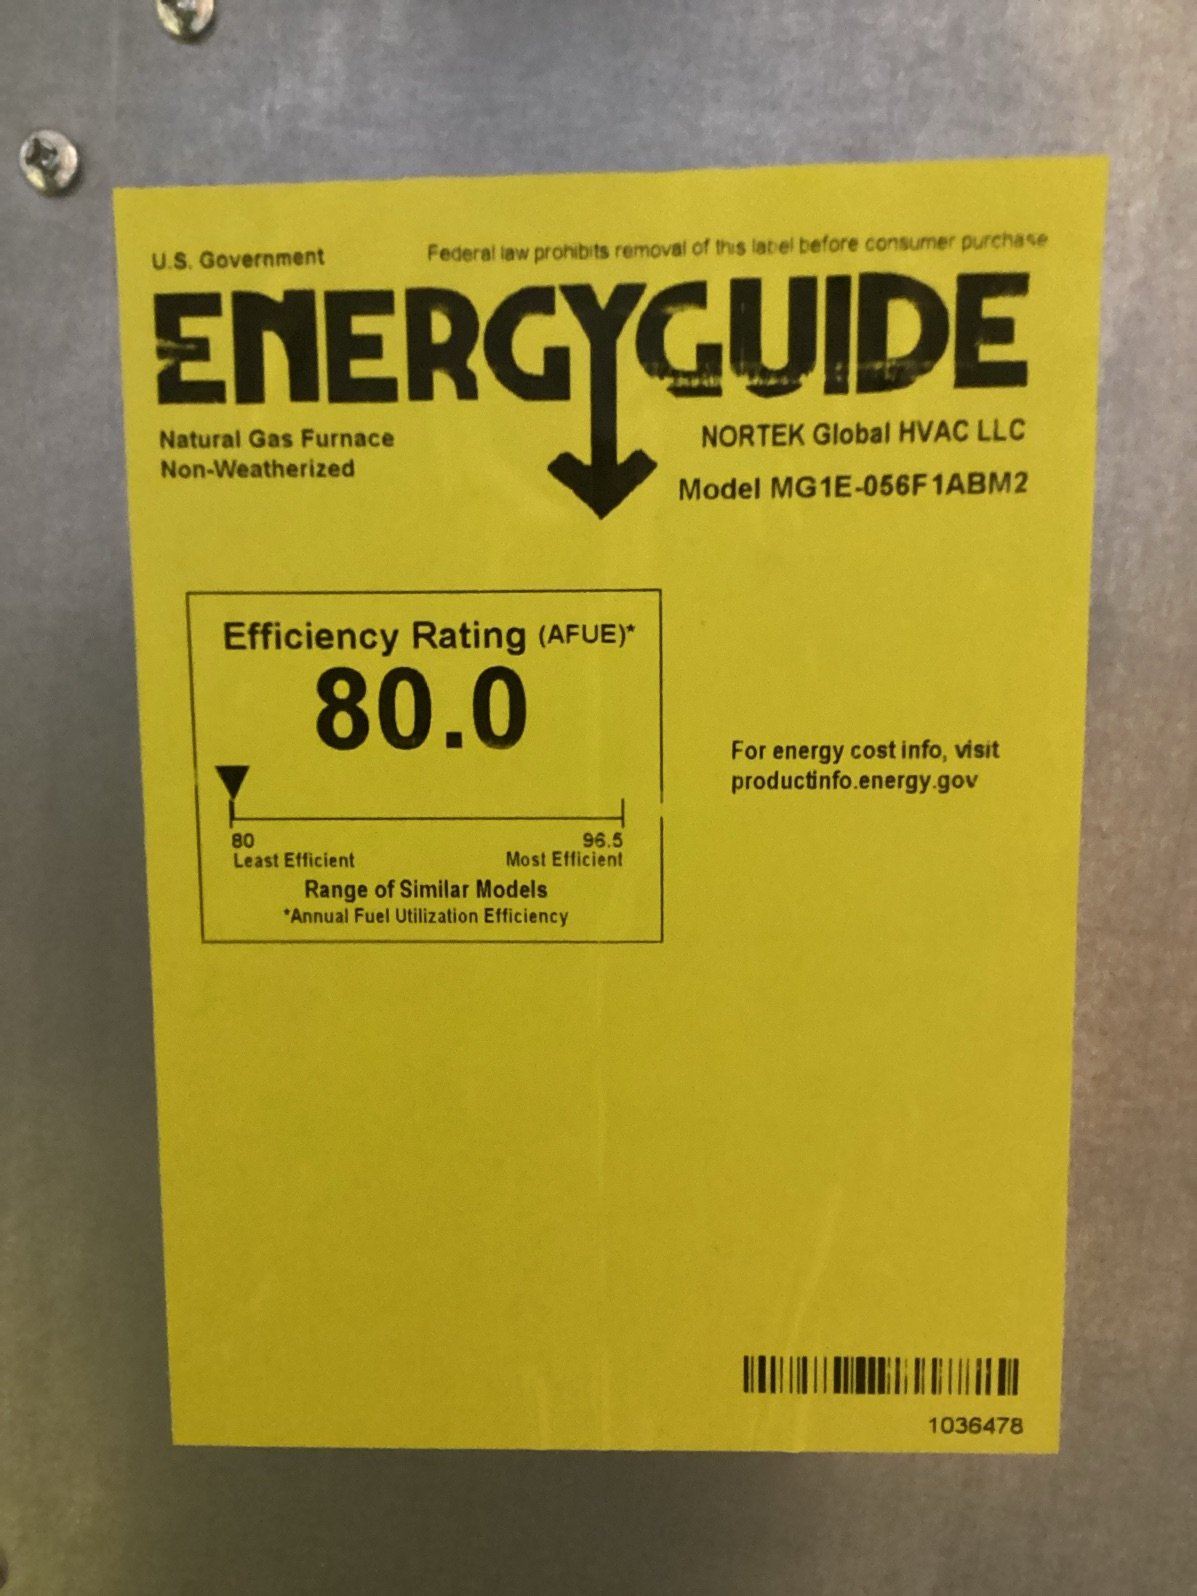 U.S. Government
Federal law prohibits removal of this label before consumer purchase
ENERGYGUIDE
Natural Gas Furnace
Non-Weatherized
NORTEK Global HVAC LLC
Model MG1E-056F1ABM2
Efficiency Rating (AFUE)*
80.0
80
Least Efficient
96.5
Most Efficient
Range of Similar Models
*Annual Fuel Utilization Efficiency
For energy cost info, visit
productinfo.energy.gov
1036478